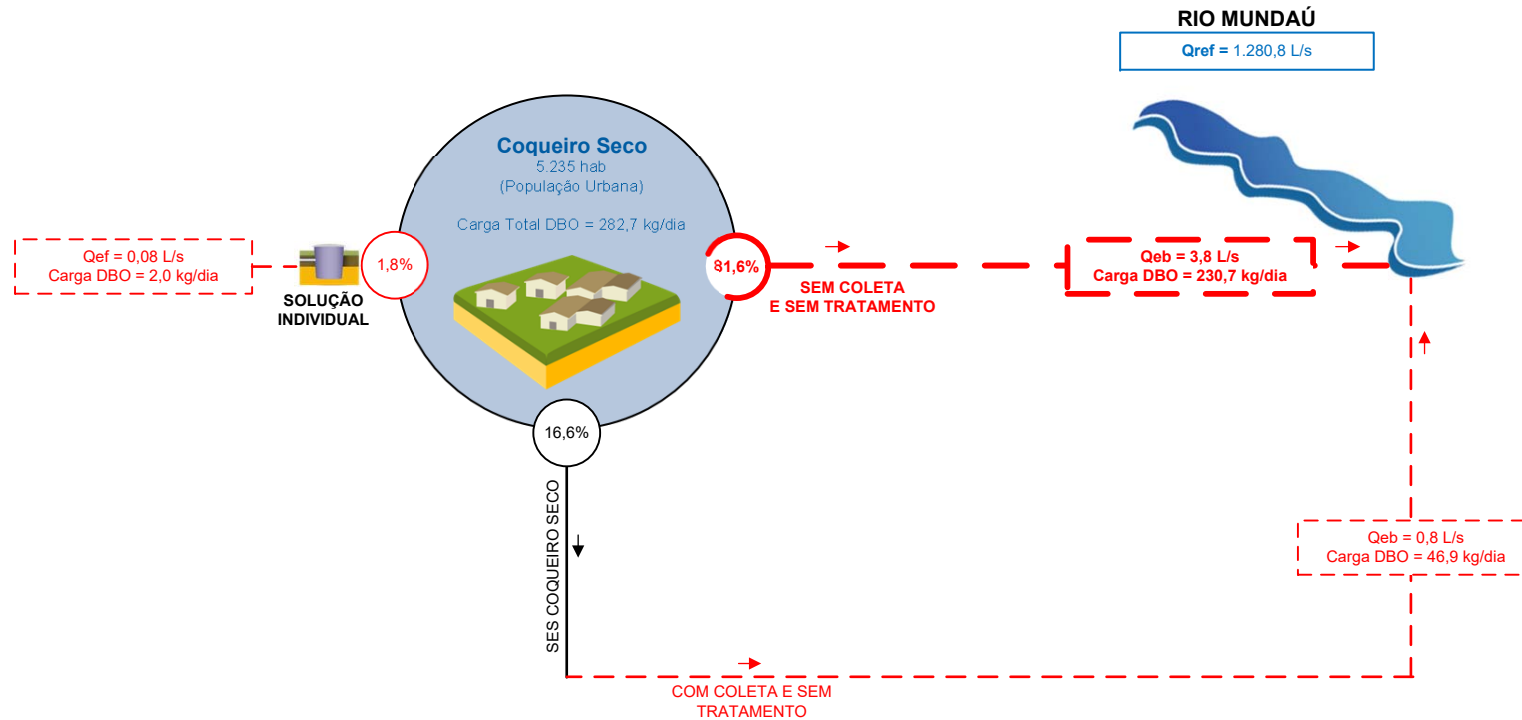 RIO MUNDAÚ
Qref = 1.280,8 L/s
Coqueiro Seco
5.235 hab
(População Urbana)
Carga Total DBO = 282,7 kg/dia
Qef = 0,08 L/s
Carga DBO = 2,0 kg/dia
SOLUÇÃO
INDIVIDUAL
1,8%
81,6%
SEM COLETA
E SEM TRATAMENTO
Qeb = 3,8 L/s
Carga DBO = 230,7 kg/dia
16,6%
SES COQUEIRO SECO
Qeb = 0,8 L/s
Carga DBO = 46,9 kg/dia
COM COLETA E SEM
TRATAMENTO